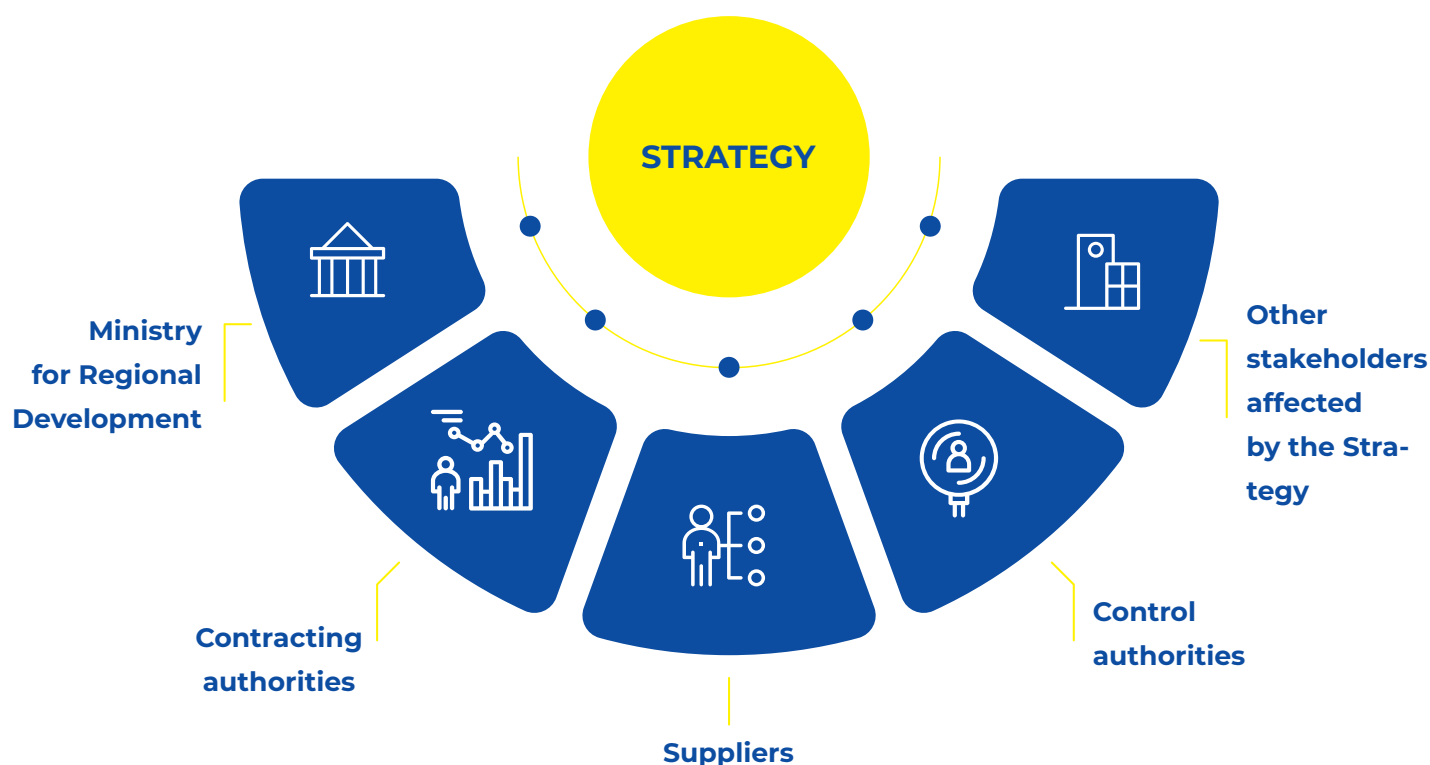 STRATEGY
Ministry
for Regional
Development
Contracting
authorities
Suppliers
Control
authorities
Other
stakeholders
affected
by the Stra-
tegy